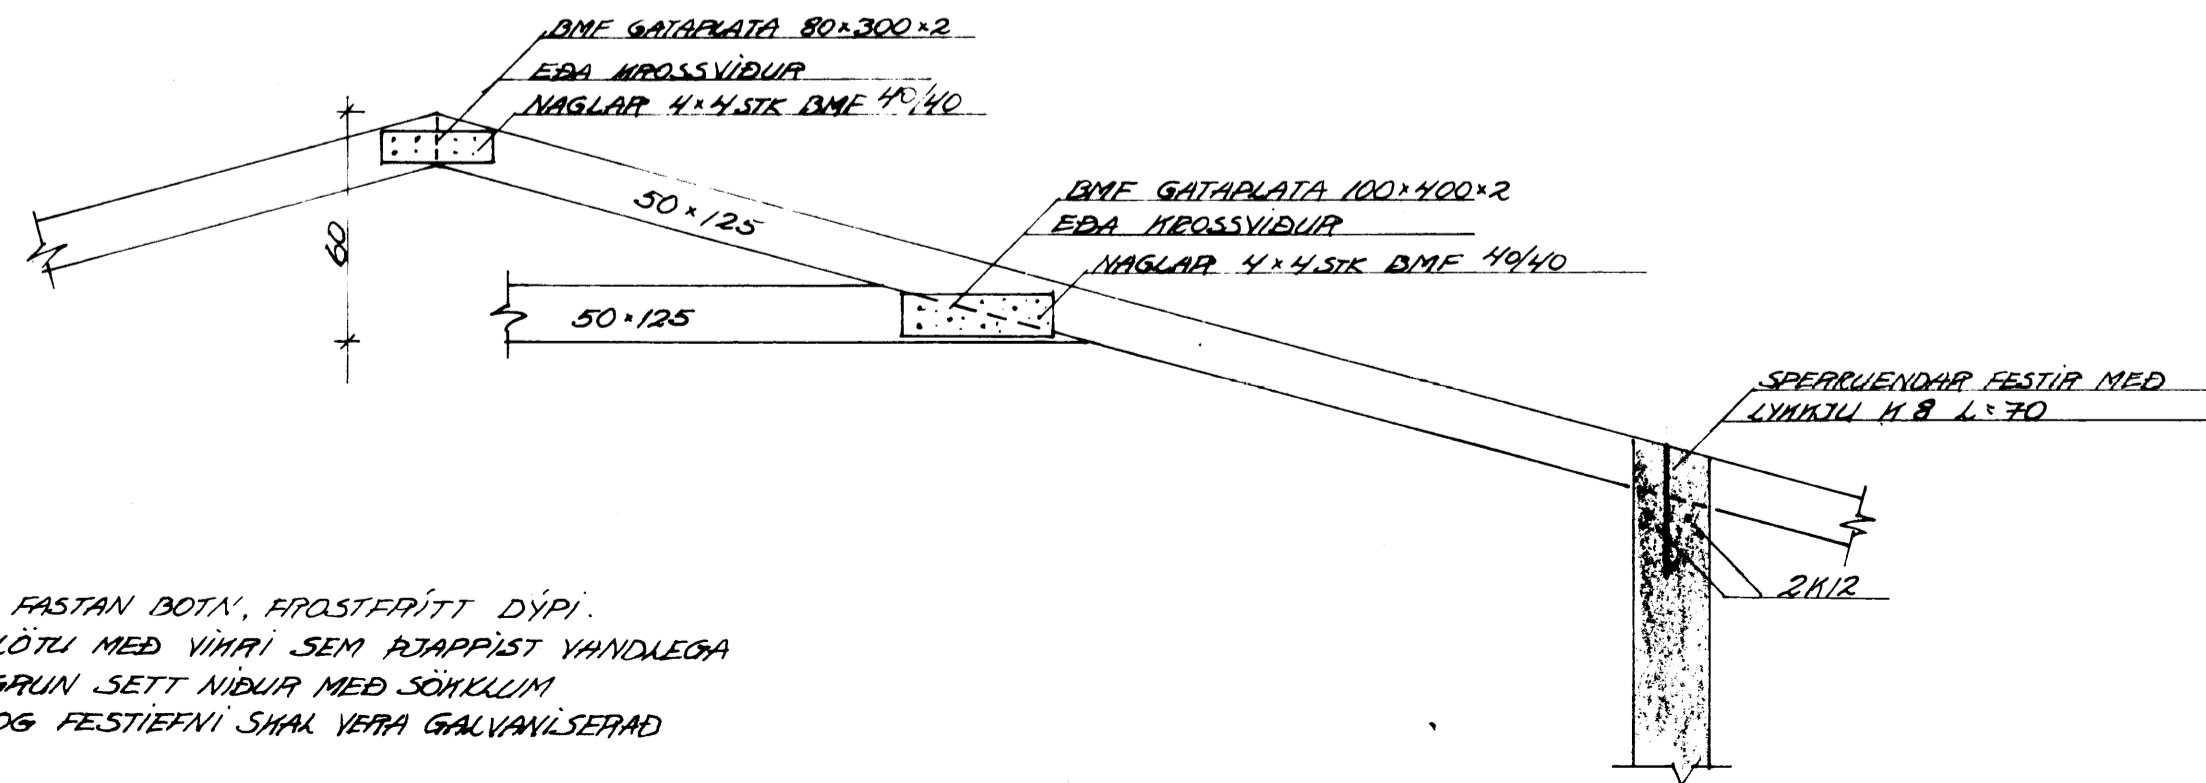 BMF GATAPLATA 80×300×2
EÐA KROSSVIÐUR
NAGLAR 4×4 STK BMF 40/40
60
50×125
BMF GATAPLATA 100×400×2
EÐA KROSSVIÐUR
NAGLAR 4×4 STK BMF 40/40
50×125
SPERRUENDAR FESTIR MEÐ
LYKKJU K 8 L=70
2K12
FASTAN BOTN, FROSTFRÍTT DÝPI.
LÖTU MEÐ VIKRI SEM ÞJAPPIST VANDLEGA
GRUN SETT NIÐUR MEÐ SÖKKLUM
OG FESTIEFNI SKAL VERA GALVANISERAÐ